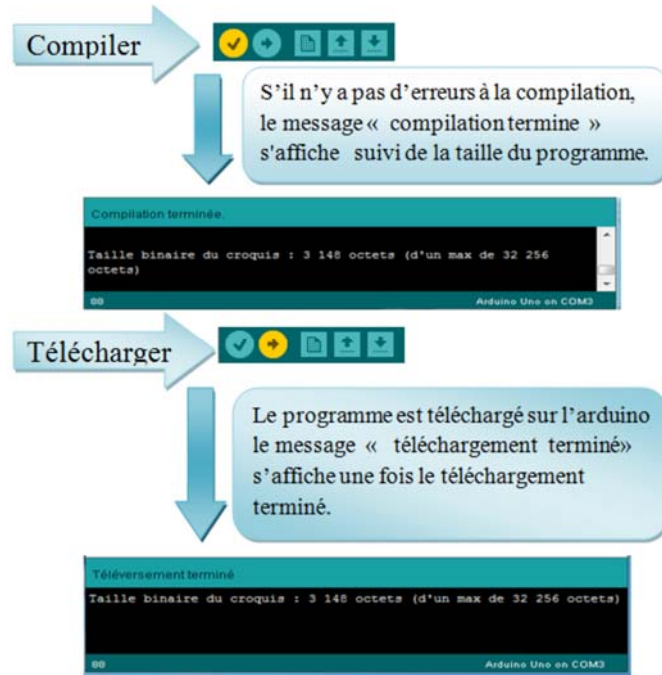 Compiler
S'il n'y a pas d'erreurs à la compilation,
le message « compilation termine »
s'affiche suivi de la taille du programme.
Compilation terminée.
Taille binaire du croquis : 3 148 octets (d'un max de 32 256
octets)
Arduino Uno on COM3
Télécharger
Le programme est téléchargé sur l'arduino
le message « téléchargement terminé»
s'affiche une fois le téléchargement
terminé.
Téléversement terminé
Taille binaire du croquis : 3 148 octets (d'un max de 32 256 octets)
Arduino Uno on COM3